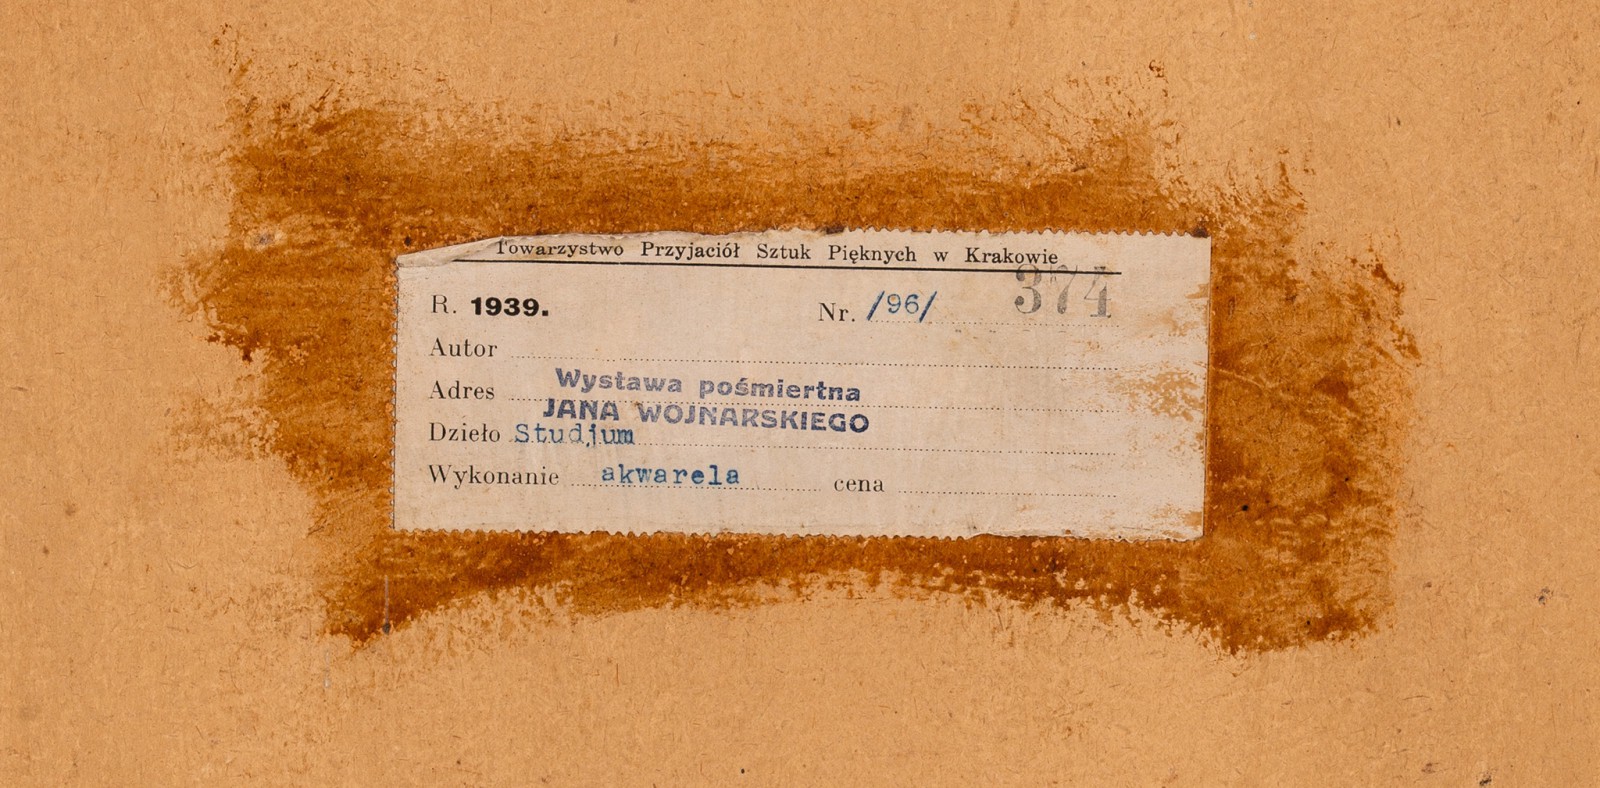 Towarzystwo Przyjaciół Sztuk Pięknych w Krakowie
R. 1939. Nr. /96/ 374
Autor
Adres Wystawa pośmiertna
JANA WOJNARSKIEGO
Dzieło Studjum
Wykonanie akwarela cena